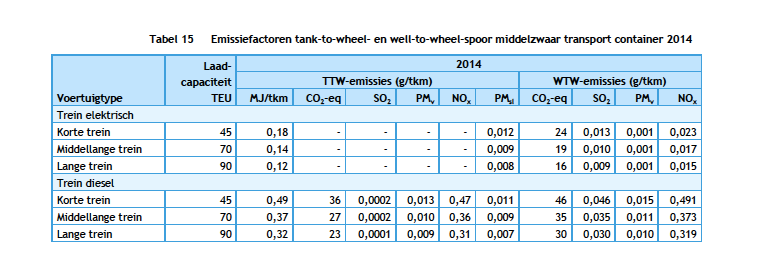 Tabel 15 Emissiefactoren tank-to-wheel- en well-to-wheel-spoor middelzwaar transport container 2014
Laad- 2014
capaciteit TTW-emissies (g/tkm) WTW-emissies (g/tkm)
Voertuigtype TEU MJ/tkm CO₂-eq SO₂ PMᵥ NOₓ PMsl CO₂-eq SO₂ PMᵥ NOₓ
Trein elektrisch
Korte trein 45 0,18 - - - - 0,012 24 0,013 0,001 0,023
Middellange trein 70 0,14 - - - - 0,009 19 0,010 0,001 0,017
Lange trein 90 0,12 - - - - 0,008 16 0,009 0,001 0,015
Trein diesel
Korte trein 45 0,49 36 0,0002 0,013 0,47 0,011 46 0,046 0,015 0,491
Middellange trein 70 0,37 27 0,0002 0,010 0,36 0,009 35 0,035 0,011 0,373
Lange trein 90 0,32 23 0,0001 0,009 0,31 0,007 30 0,030 0,010 0,319